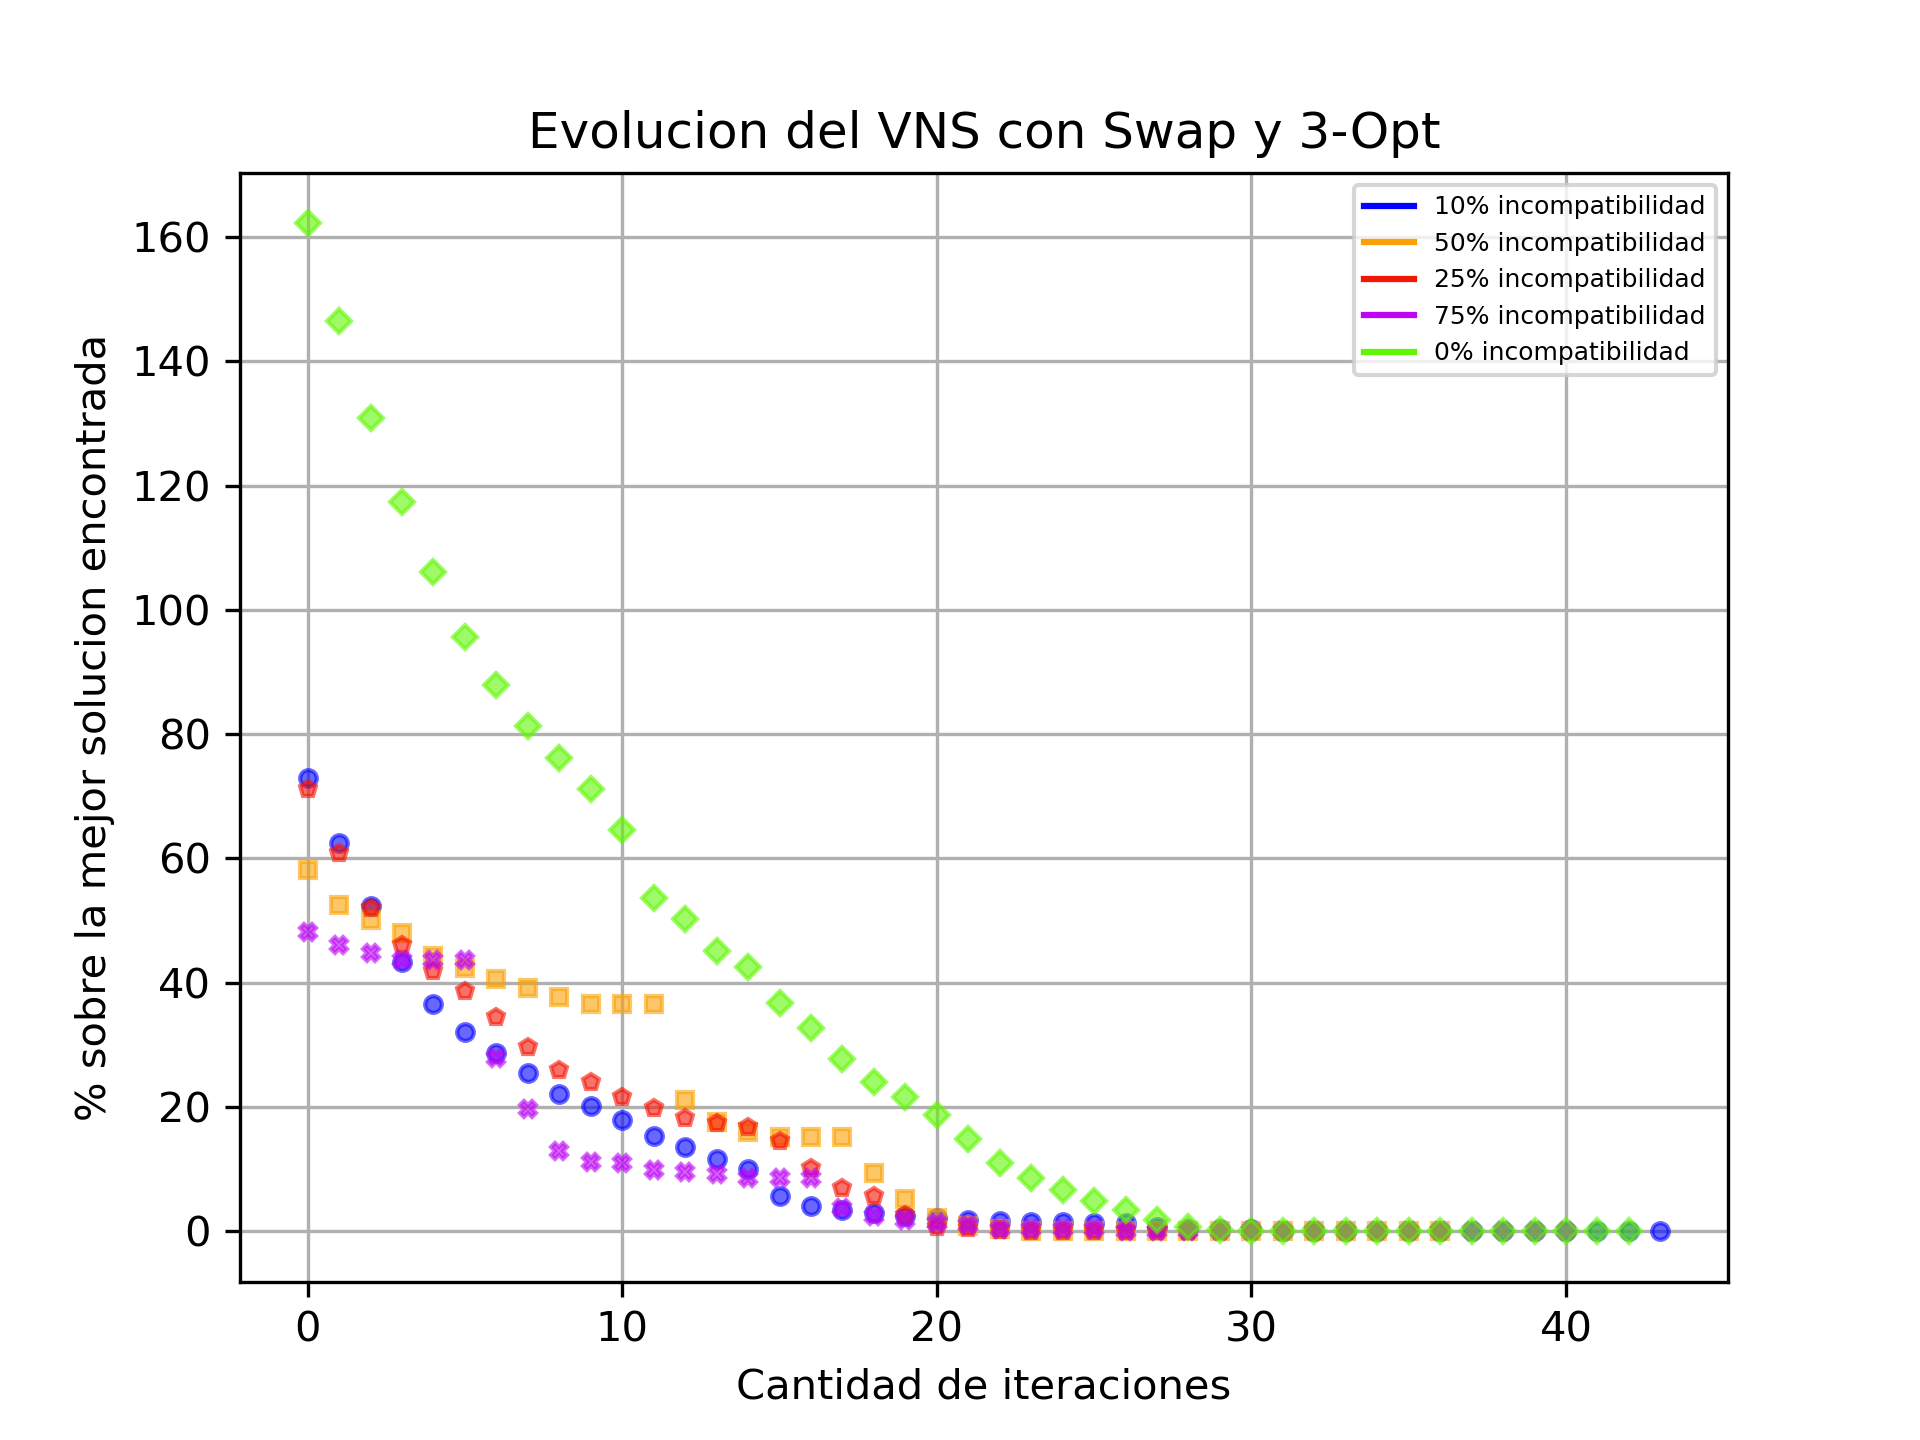 Evolucion del VNS con Swap y 3-Opt
10% incompatibilidad
50% incompatibilidad
25% incompatibilidad
75% incompatibilidad
0% incompatibilidad
% sobre la mejor solucion encontrada
160
140
120
100
80
60
40
20
0
0 10 20 30 40
Cantidad de iteraciones